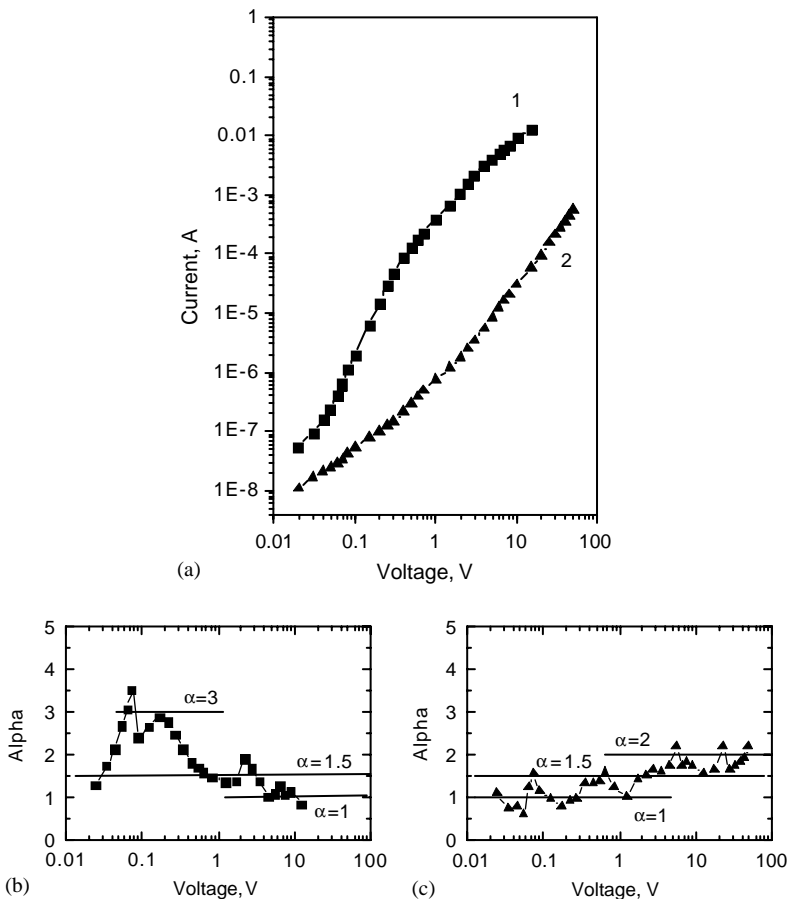 1
0.1
0.01
1E-3
1E-4
1E-5
1E-6
1E-7
1E-8
Current, A
1
2
0.01 0.1 1 10 100
Voltage, V
(a)
5
4
3
2
1
0
Alpha
α=3
α=1.5
α=1
0.01 0.1 1 10 100
Voltage, V
(b)
5
4
3
2
1
0
Alpha
α=2
α=1.5
α=1
0.01 0.1 1 10 100
Voltage, V
(c)